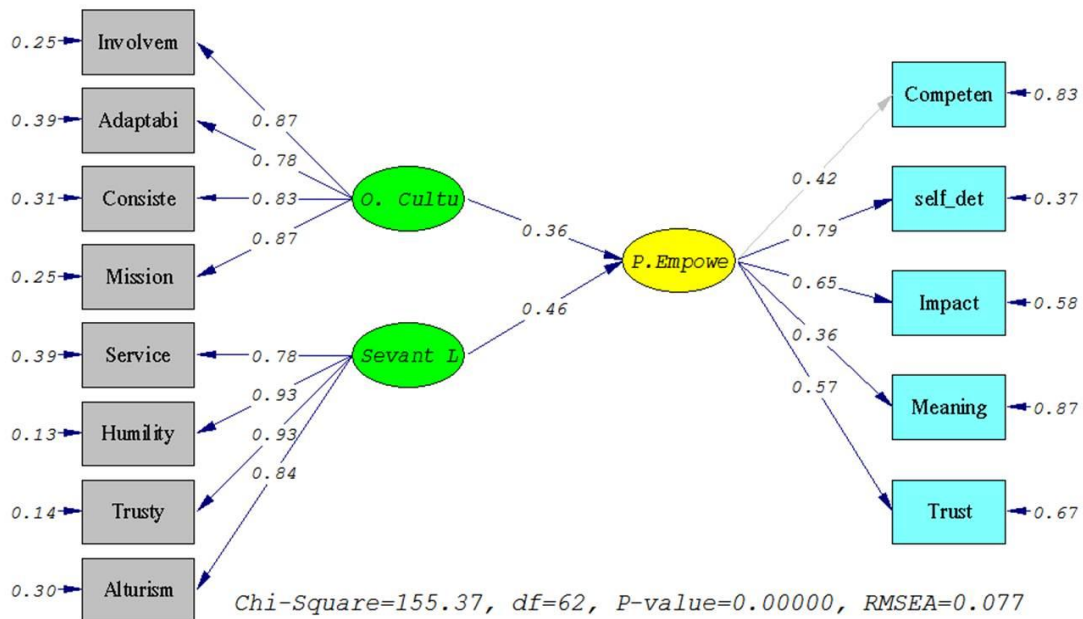 0.25
Involvem
0.39
Adaptabi
0.31
Consiste
0.25
Mission
0.39
Service
0.13
Humility
0.14
Trusty
0.30
Alturism
0.87
0.78
0.83
0.87
0.78
0.93
0.93
0.84
O. Cultu
Sevant L
0.36
0.46
P.Empowe
0.42
0.79
0.65
0.36
0.57
Competen
0.83
self_det
0.37
Impact
0.58
Meaning
0.87
Trust
0.67
Chi-Square=155.37, df=62, P-value=0.00000, RMSEA=0.077